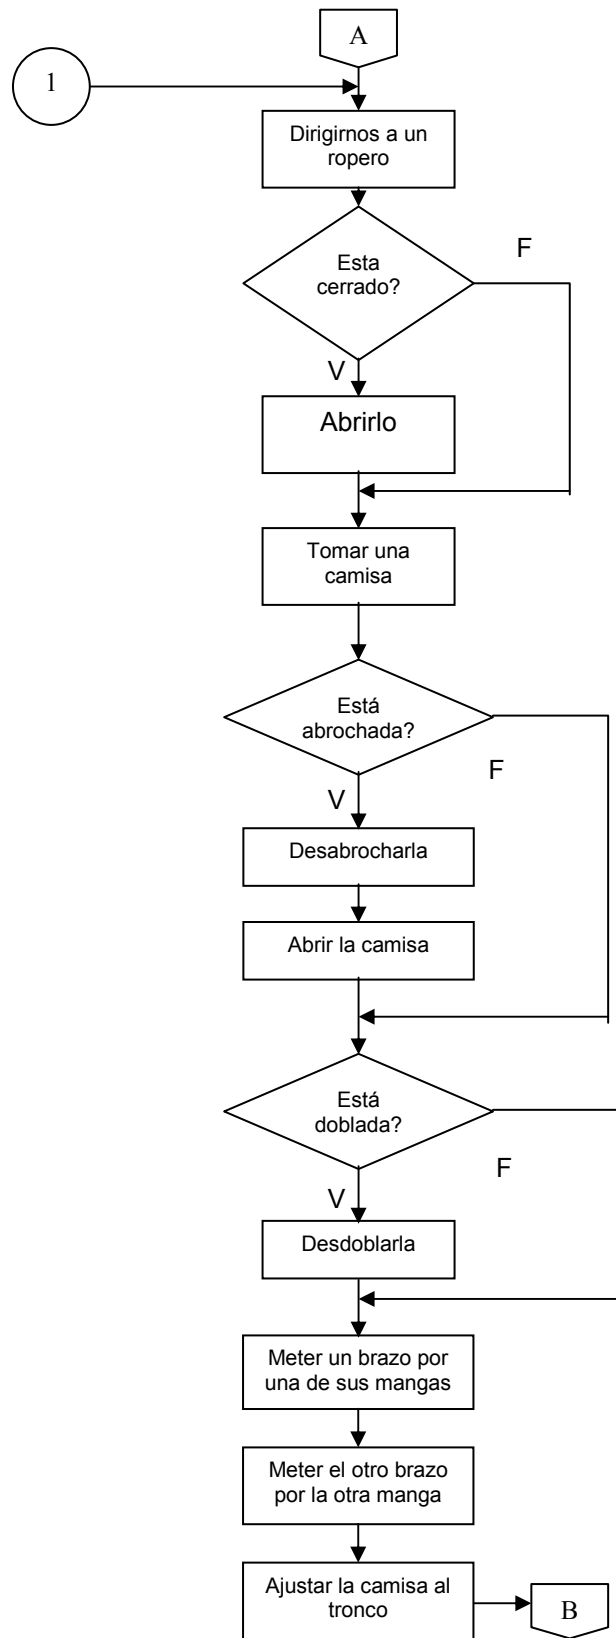 A
1
Dirigirnos a un
ropero
Esta
cerrado?
F
V
Abrirlo
Tomar una
camisa
Está
abrochada?
F
V
Desabrocharla
Abrir la camisa
Está
doblada?
F
V
Desdoblarla
Meter un brazo por
una de sus mangas
Meter el otro brazo
por la otra manga
Ajustar la camisa al
tronco
B